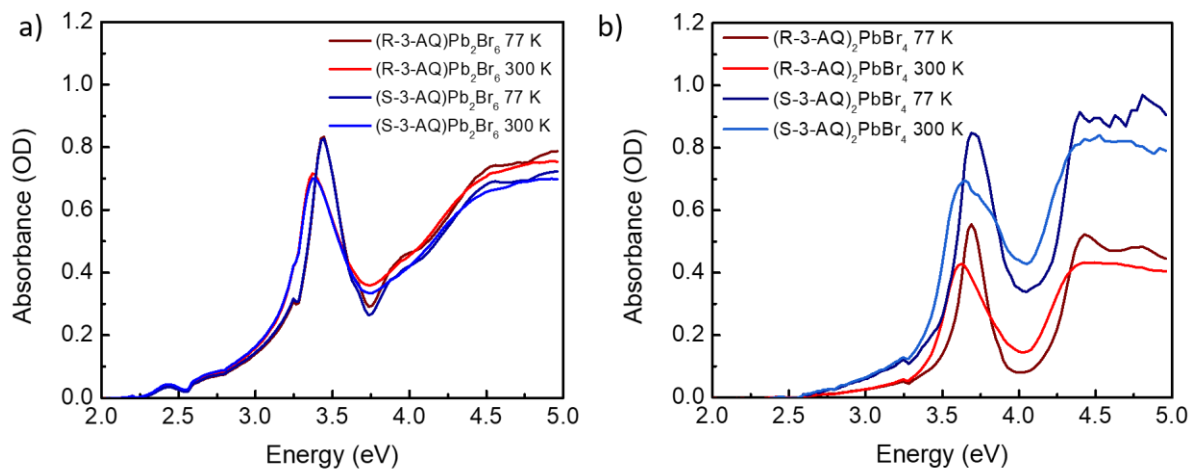 a)
1.2
1.0
0.8
0.6
0.4
0.2
0.0
Absorbance (OD)
(R-3-AQ)Pb₂Br₆ 77 K
(R-3-AQ)Pb₂Br₆ 300 K
(S-3-AQ)Pb₂Br₆ 77 K
(S-3-AQ)Pb₂Br₆ 300 K
2.0 2.5 3.0 3.5 4.0 4.5 5.0
Energy (eV)
b)
1.2
1.0
0.8
0.6
0.4
0.2
0.0
Absorbance (OD)
(R-3-AQ)₂PbBr₄ 77 K
(R-3-AQ)₂PbBr₄ 300 K
(S-3-AQ)₂PbBr₄ 77 K
(S-3-AQ)₂PbBr₄ 300 K
2.0 2.5 3.0 3.5 4.0 4.5 5.0
Energy (eV)